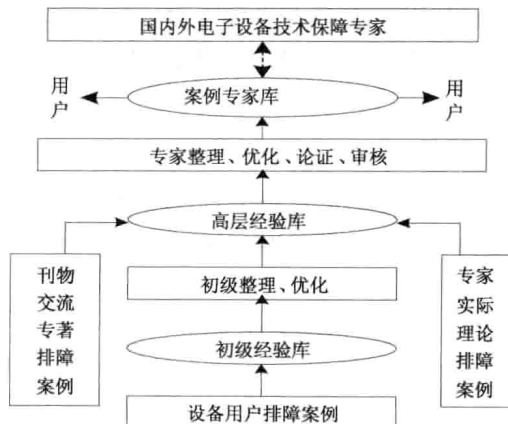 国内外电子设备技术保障专家
用户
案例专家库
用户
专家整理、优化、论证、审核
高层经验库
刊物
交流
专著
排障
案例
初级整理、优化
专家
实际
理论
排障
案例
初级经验库
设备用户排障案例